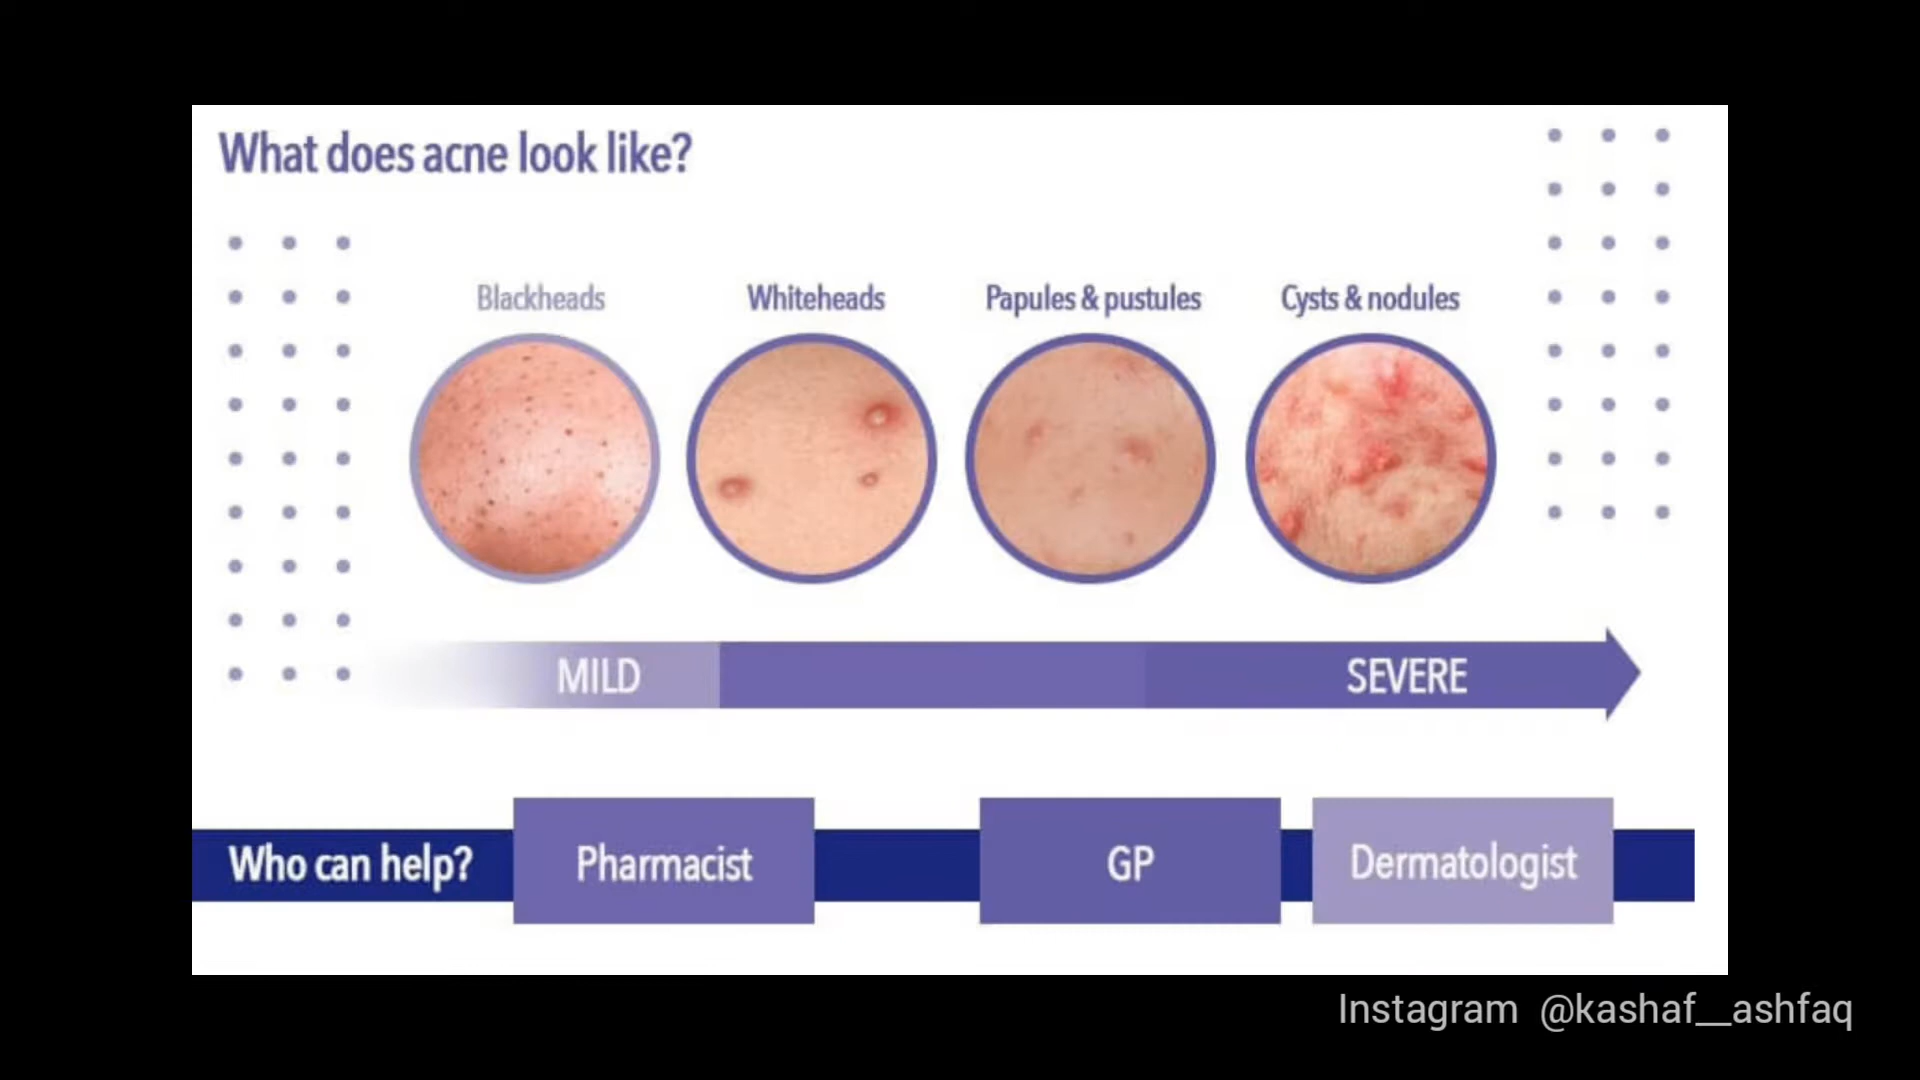 What does acne look like?
Blackheads
Whiteheads
Papules & pustules
Cysts & nodules
MILD
SEVERE
Who can help?
Pharmacist
GP
Dermatologist
Instagram @kashaf__ashfaq